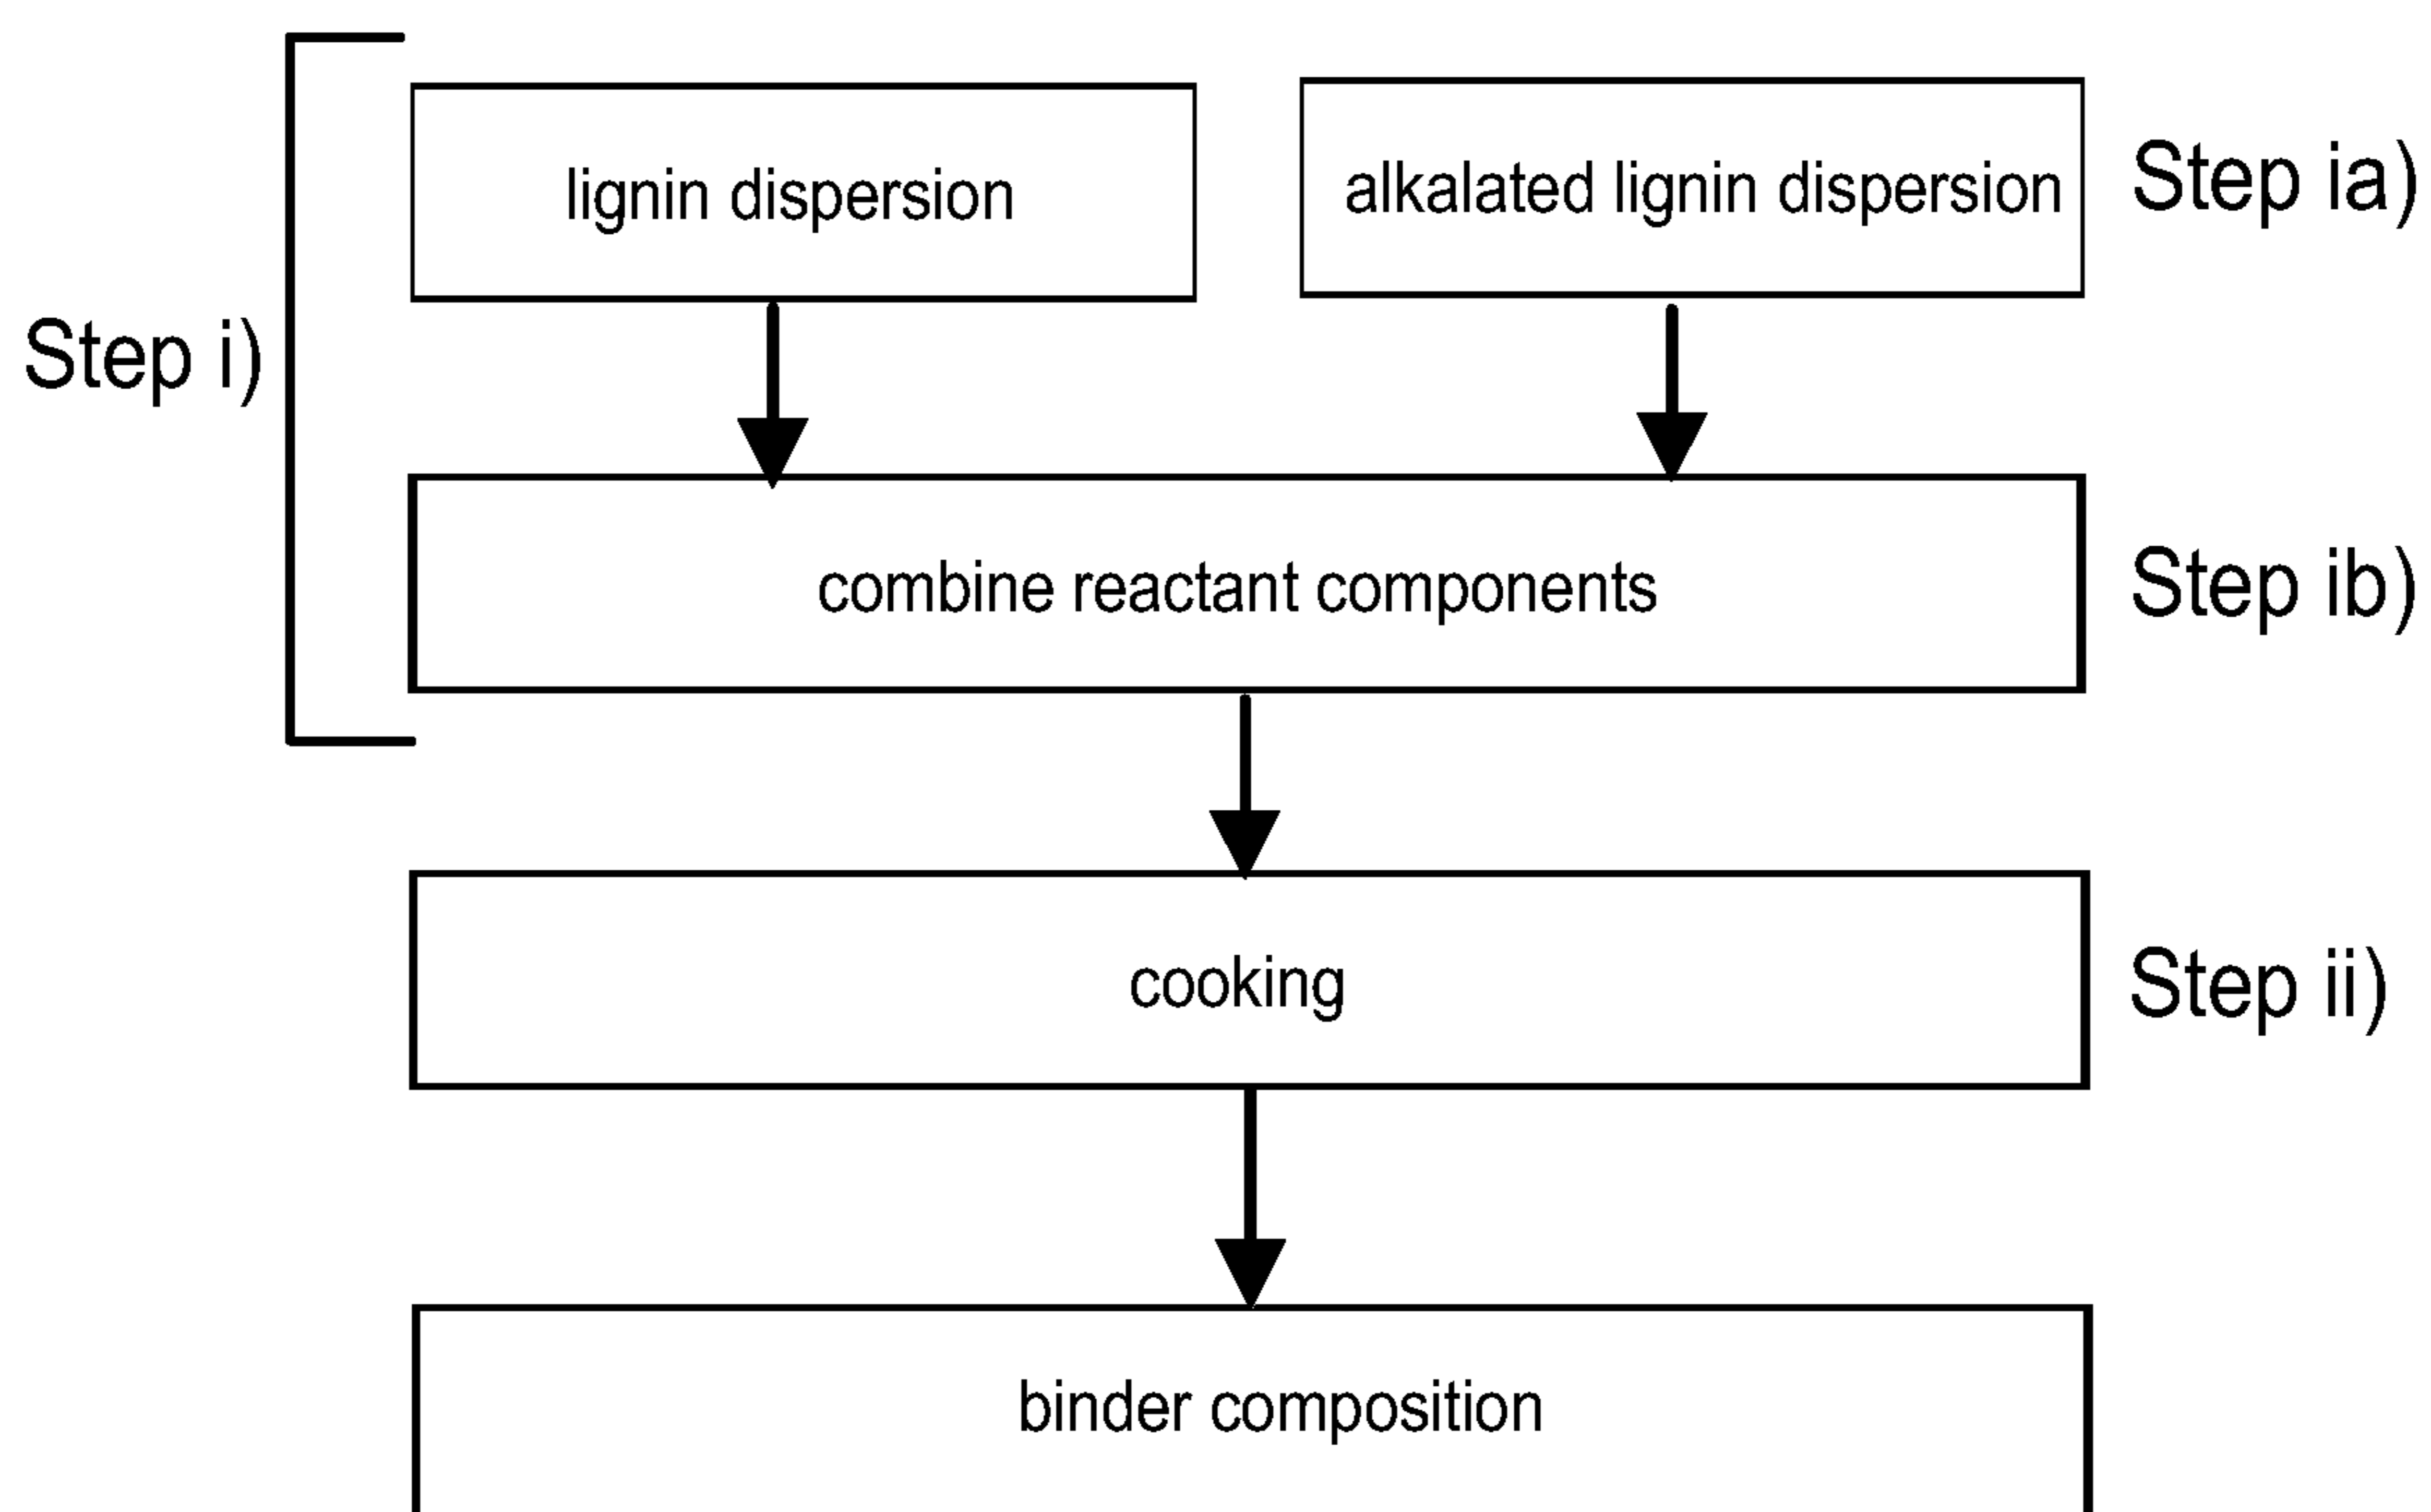 lignin dispersion
alkalated lignin dispersion
Step ia)
Step i)
combine reactant components
Step ib)
cooking
Step ii)
binder composition